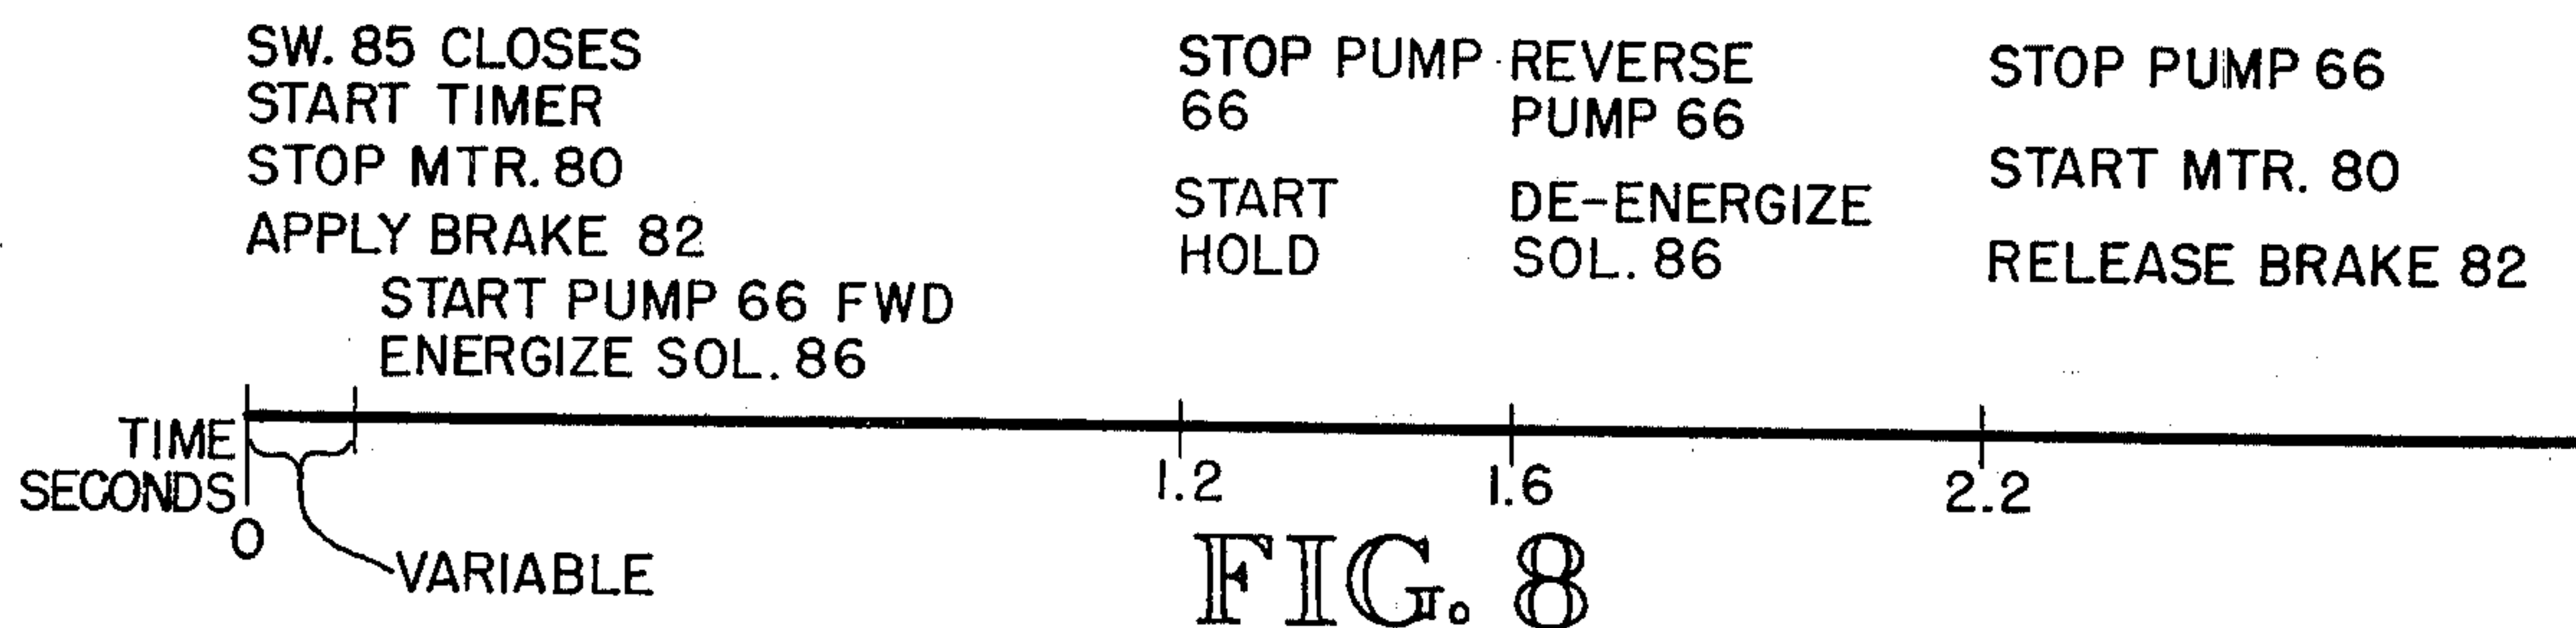 SW. 85 CLOSES
START TIMER
STOP MTR. 80
APPLY BRAKE 82
START PUMP 66 FWD
ENERGIZE SOL. 86
STOP PUMP
66
START
HOLD
REVERSE
PUMP 66
DE-ENERGIZE
SOL. 86
STOP PUMP 66
START MTR. 80
RELEASE BRAKE 82
TIME
SECONDS
0
VARIABLE
1.2
1.6
2.2
FIG. 8